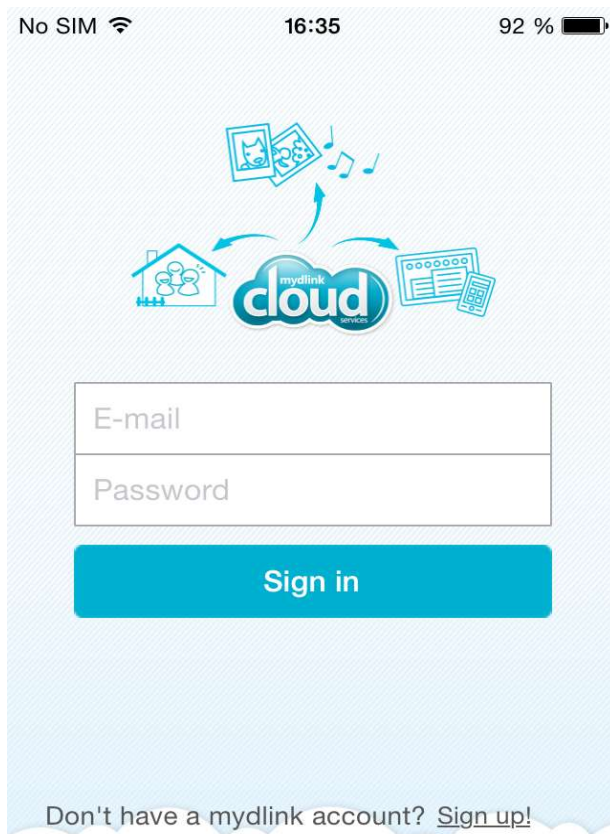 No SIM 16:35 92 %
mydlink
cloud
services
E-mail
Password
Sign in
Don't have a mydlink account? Sign up!